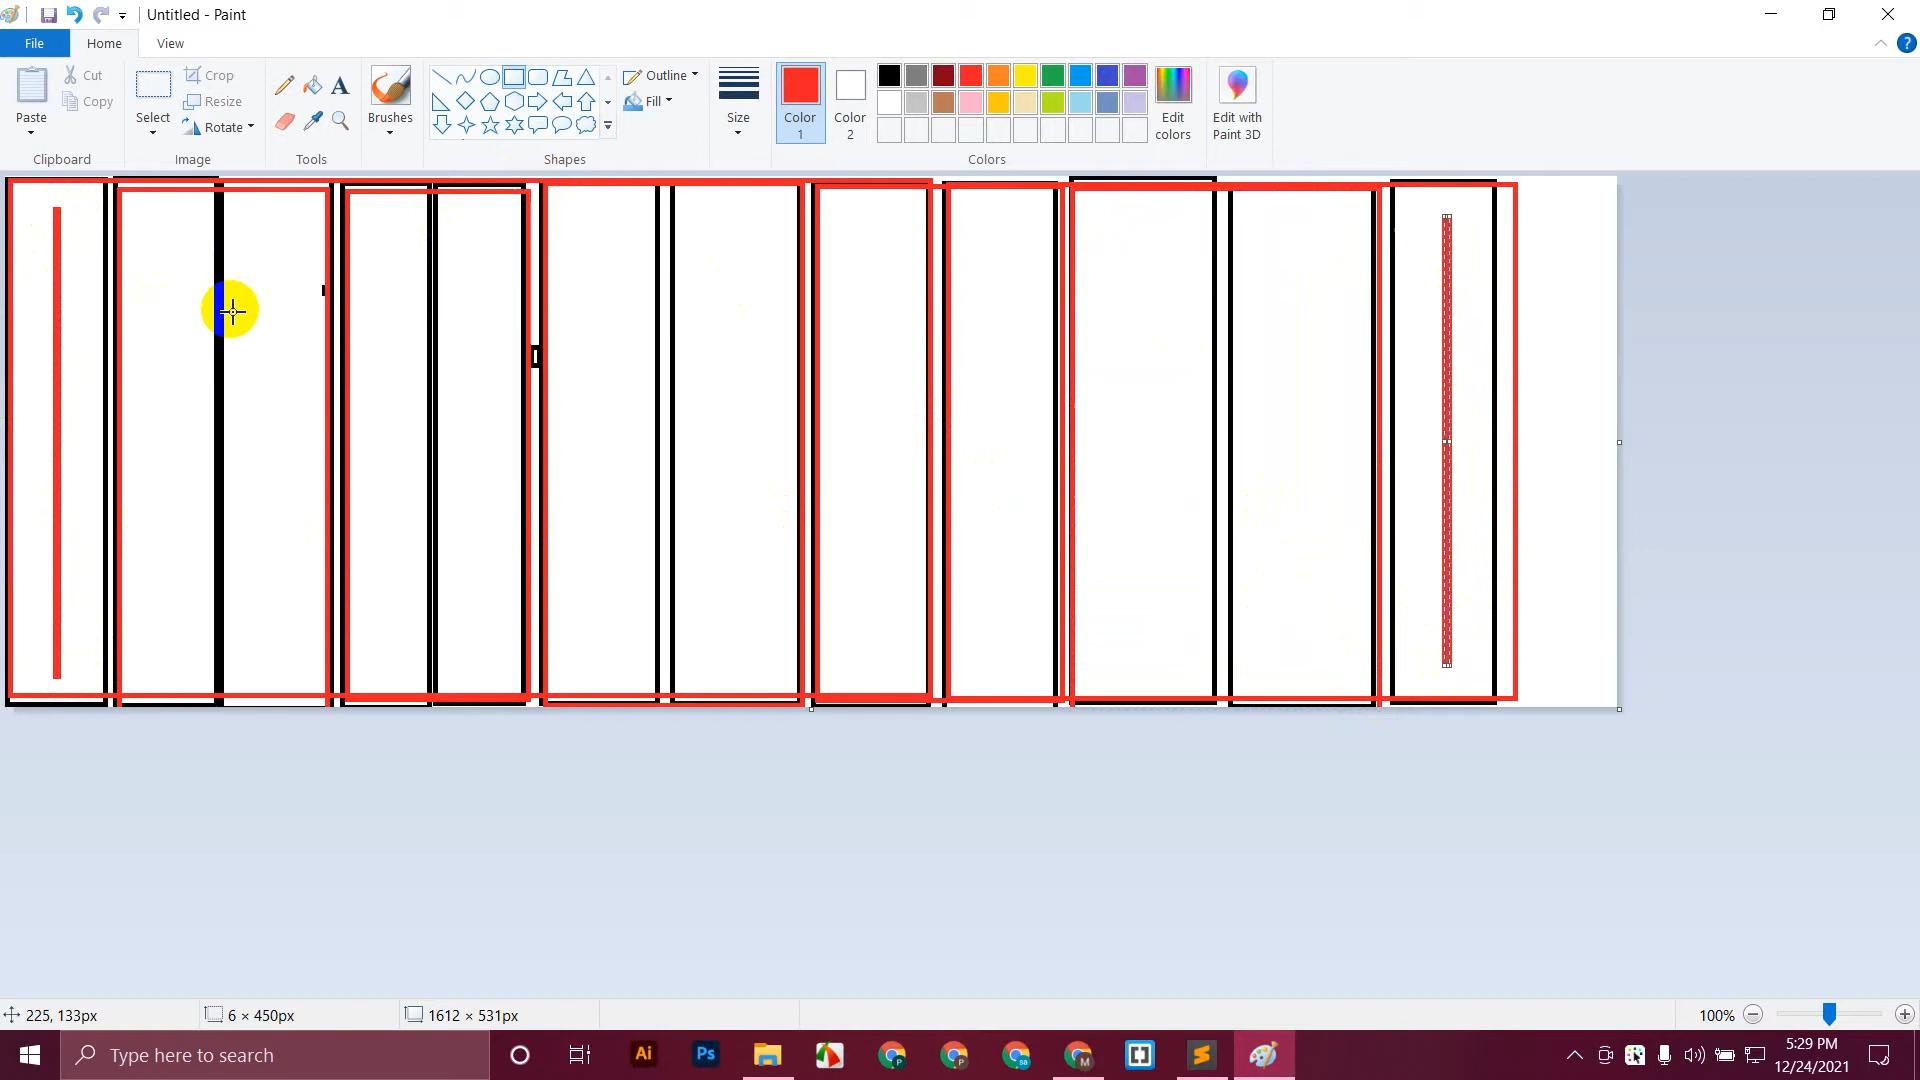 Untitled - Paint
File Home View
Paste Cut Copy Clipboard
Select Crop Resize Rotate Image
Tools
Brushes
Outline Fill Shapes
Size
Color 1 Color 2 Edit colors Colors
Edit with Paint 3D
225, 133px 6 × 450px 1612 × 531px 100%
Type here to search
Ai Ps
5:29 PM
12/24/2021